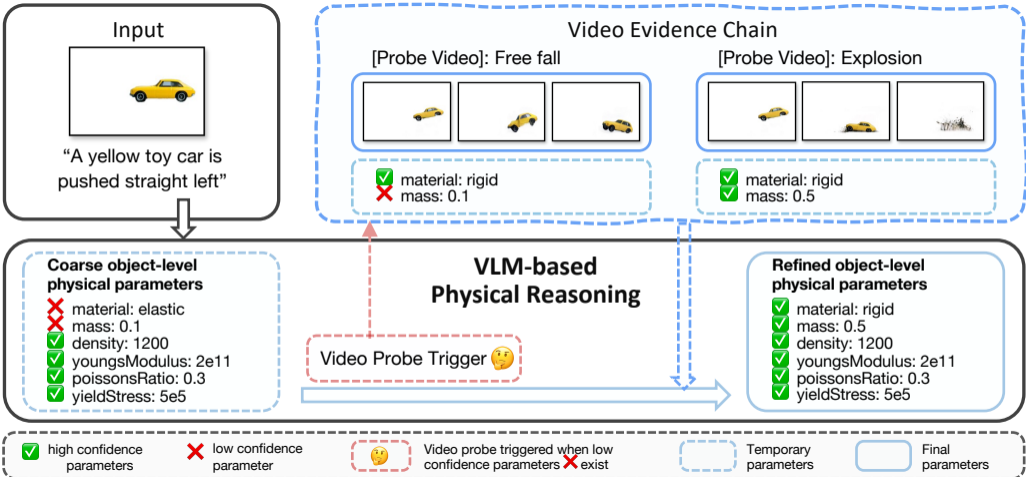 Input
"A yellow toy car is
pushed straight left"
Video Evidence Chain
[Probe Video]: Free fall
material: rigid
mass: 0.1
[Probe Video]: Explosion
material: rigid
mass: 0.5
Coarse object-level
physical parameters
material: elastic
mass: 0.1
density: 1200
youngsModulus: 2e11
poissonsRatio: 0.3
yieldStress: 5e5
VLM-based
Physical Reasoning
Video Probe Trigger
Refined object-level
physical parameters
material: rigid
mass: 0.5
density: 1200
youngsModulus: 2e11
poissonsRatio: 0.3
yieldStress: 5e5
high confidence
parameters
low confidence
parameter
Video probe triggered when low
confidence parameters exist
Temporary
parameters
Final
parameters